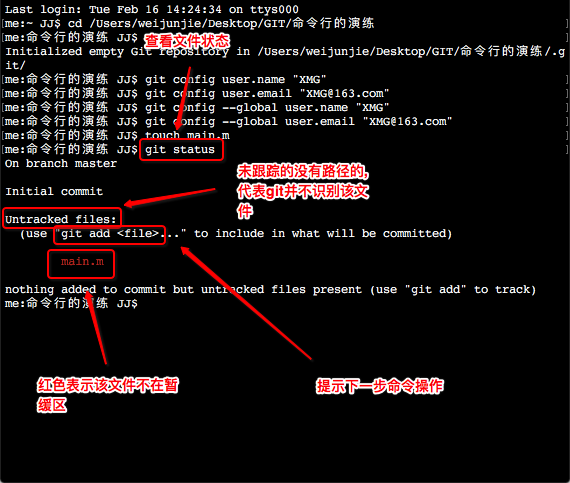 Last login: Tue Feb 16 14:24:34 on ttys000
me:~ JJ$ cd /Users/weijunjie/Desktop/GIT/命令行的演练
me:命令行的演练 JJ$
查看文件状态
Initialized empty Git repository in /Users/weijunjie/Desktop/GIT/命令行的演练/.g
it/
me:命令行的演练 JJ$ git config user.name "XMG"
me:命令行的演练 JJ$ git config user.email "XMG@163.com"
me:命令行的演练 JJ$ git config --global user.name "XMG"
me:命令行的演练 JJ$ git config --global user.email "XMG@163.com"
me:命令行的演练 JJ$ touch main.m
me:命令行的演练 JJ$ git status
On branch master
未跟踪的没有路径的,
代表git并不识别该文
件
Initial commit
Untracked files:
(use "git add <file>..." to include in what will be committed)
main.m
nothing added to commit but untracked files present (use "git add" to track)
me:命令行的演练 JJ$
红色表示该文件不在暂
缓区
提示下一步命令操作